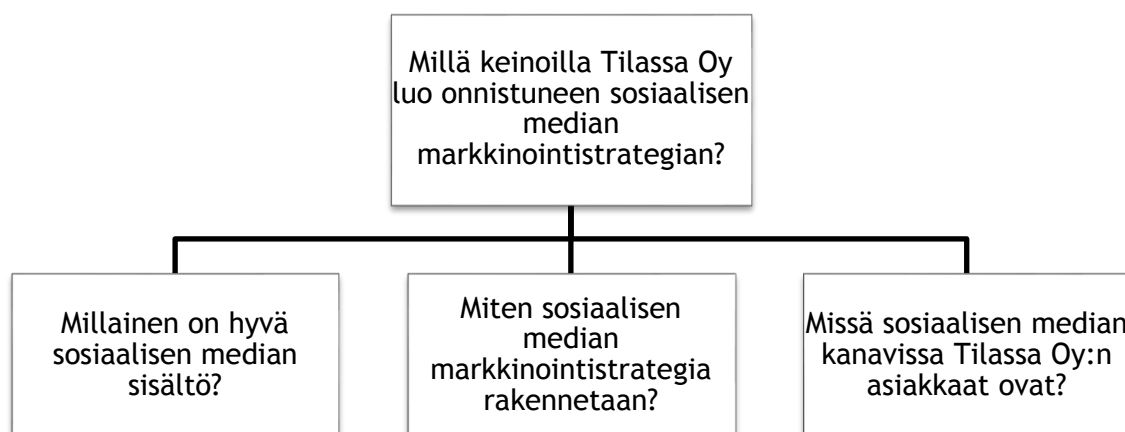 Millä keinoilla Tilassa Oy
luo onnistuneen sosiaalisen
median
markkinointistrategian?
Millainen on hyvä
sosiaalisen median
sisältö?
Miten sosiaalisen
median
markkinointistrategia
rakennetaan?
Missä sosiaalisen median
kanavissa Tilassa Oy:n
asiakkaat ovat?